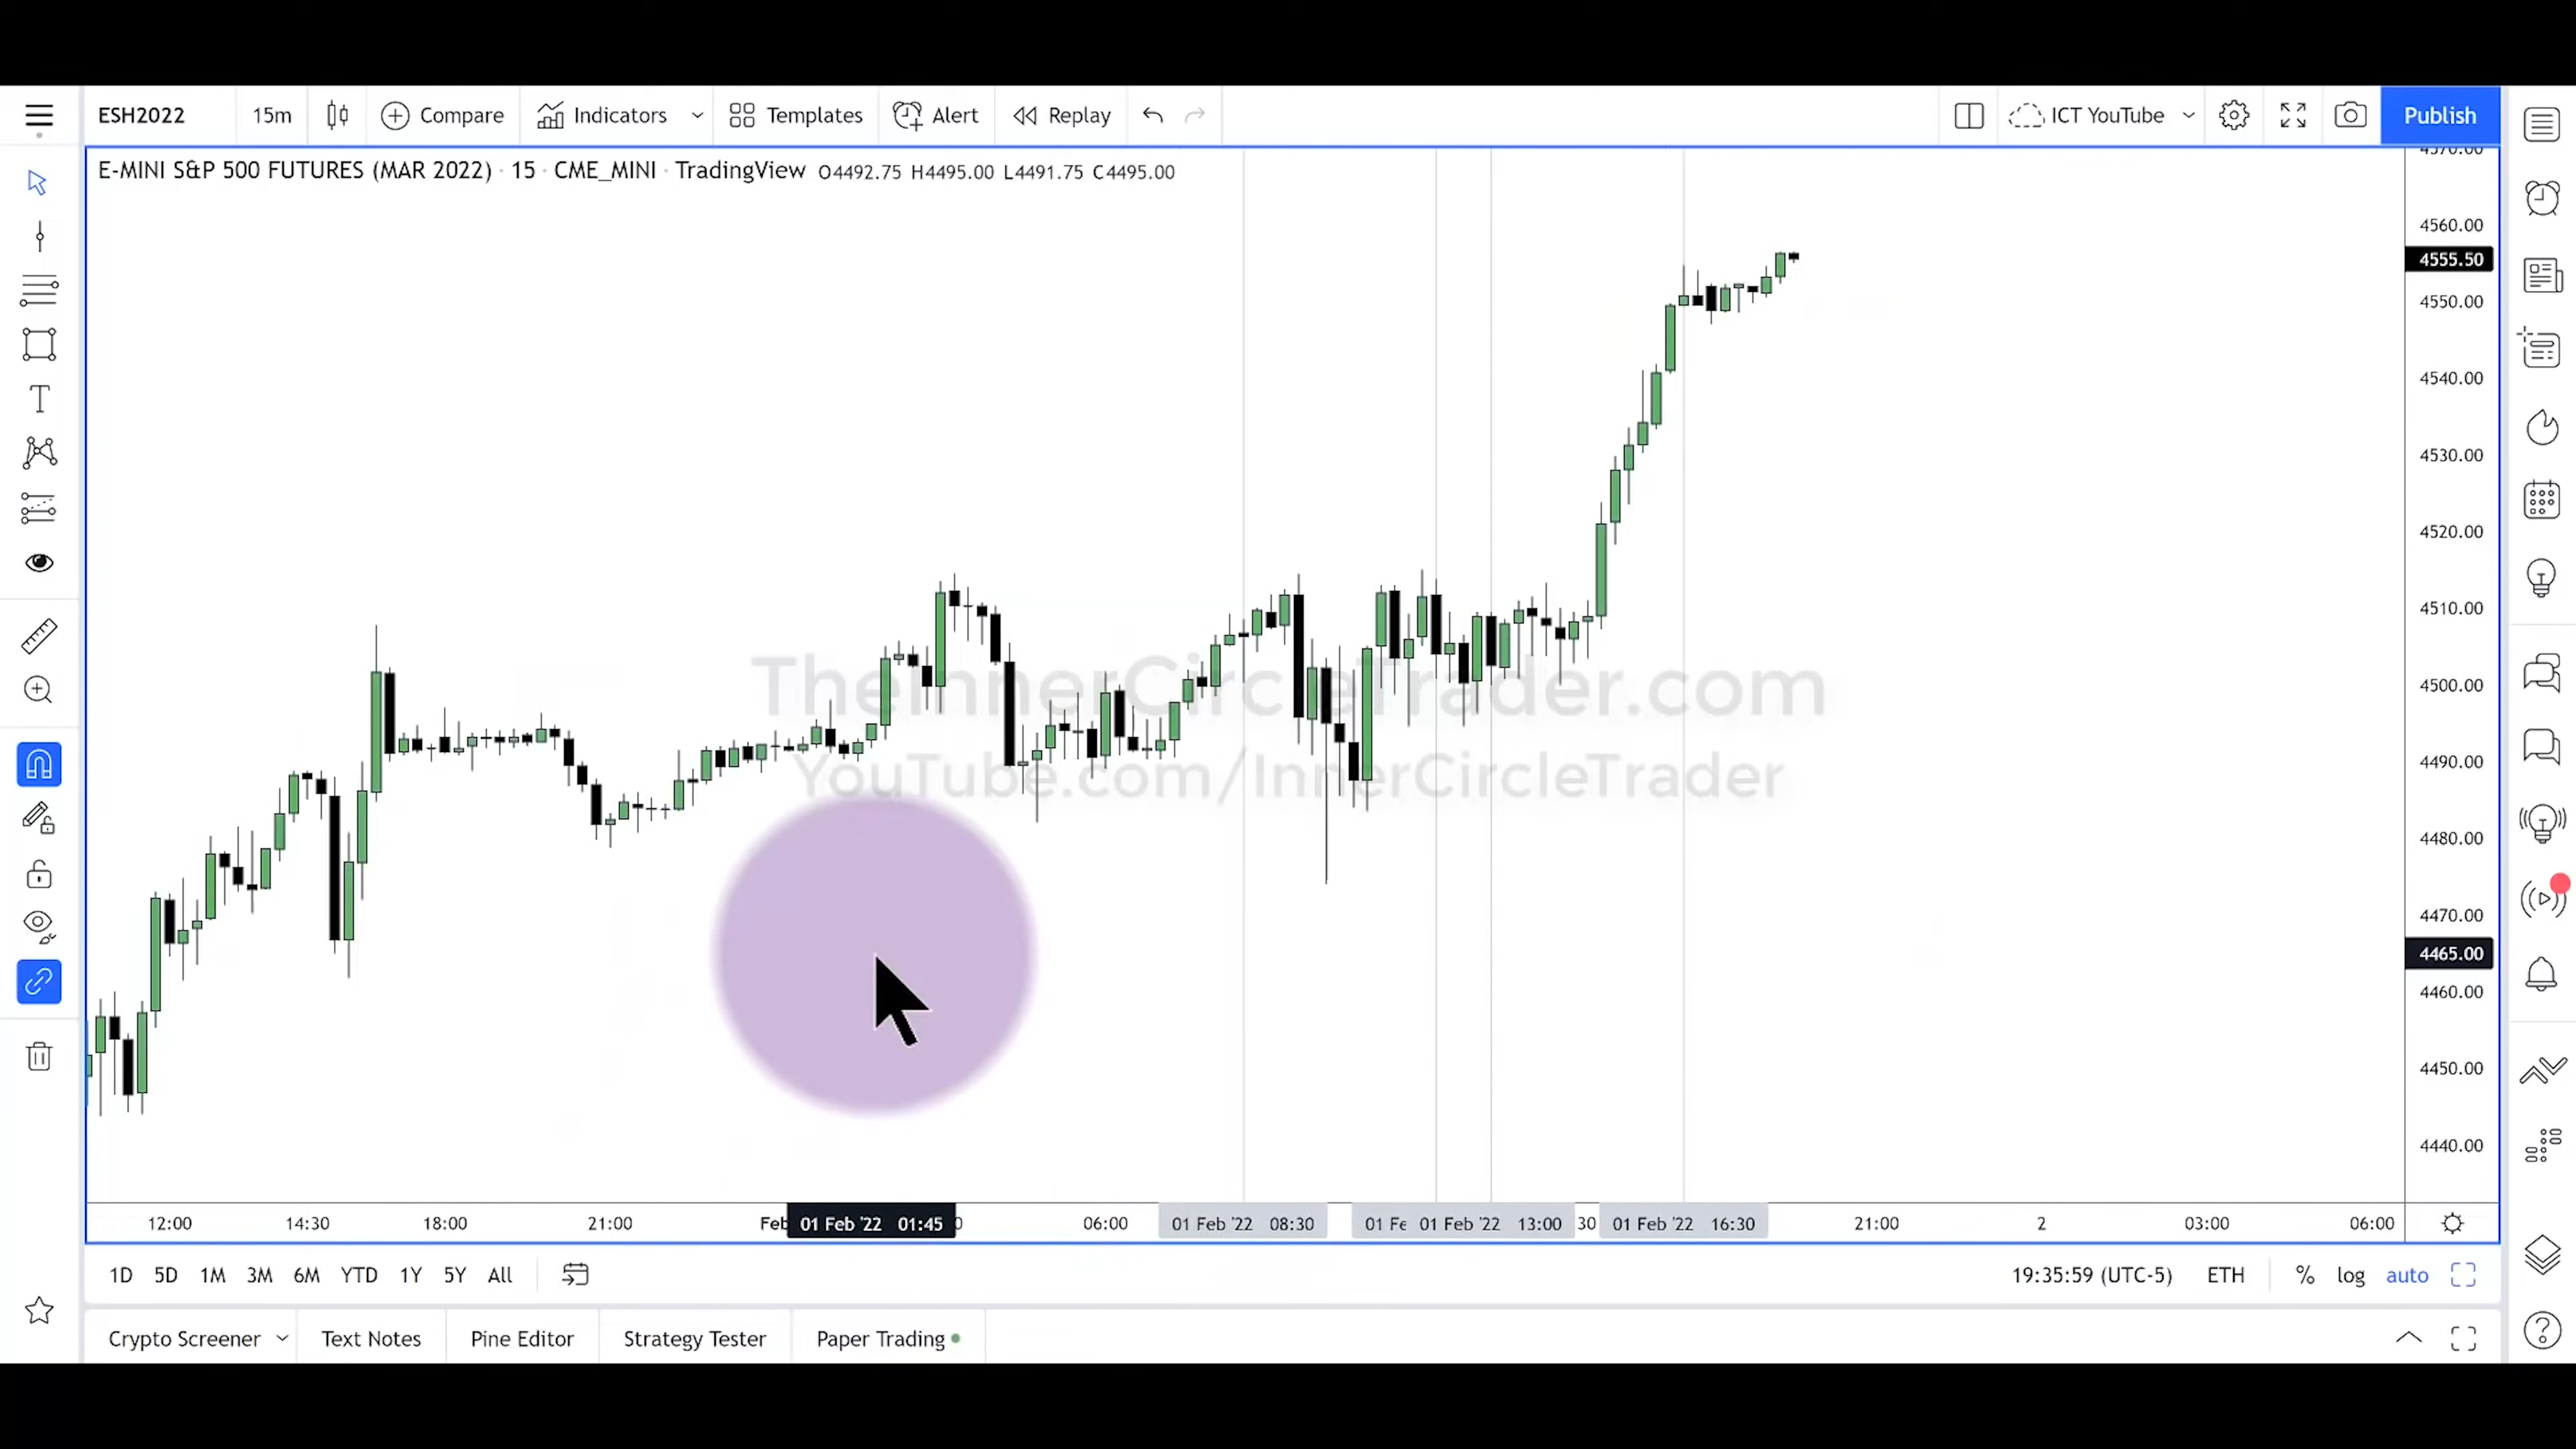 ESH2022 15m Compare Indicators Templates Alert Replay ICT YouTube Publish
E-MINI S&P 500 FUTURES (MAR 2022) · 15 · CME_MINI · TradingView O4492.75 H4495.00 L4491.75 C4495.00
4570.00
4560.00
4555.50
4550.00
4540.00
4530.00
4520.00
4510.00
TheInnerCircleTrader.com
4500.00
YouTube.com/InnerCircleTrader
4490.00
4480.00
4470.00
4465.00
4460.00
4450.00
4440.00
12:00 14:30 18:00 21:00 Feb 01 Feb '22 01:45 0 06:00 01 Feb '22 08:30 01 Fe 01 Feb '22 13:00 30 01 Feb '22 16:30 21:00 2 03:00 06:00
1D 5D 1M 3M 6M YTD 1Y 5Y All 19:35:59 (UTC-5) ETH % log auto
Crypto Screener Text Notes Pine Editor Strategy Tester Paper Trading